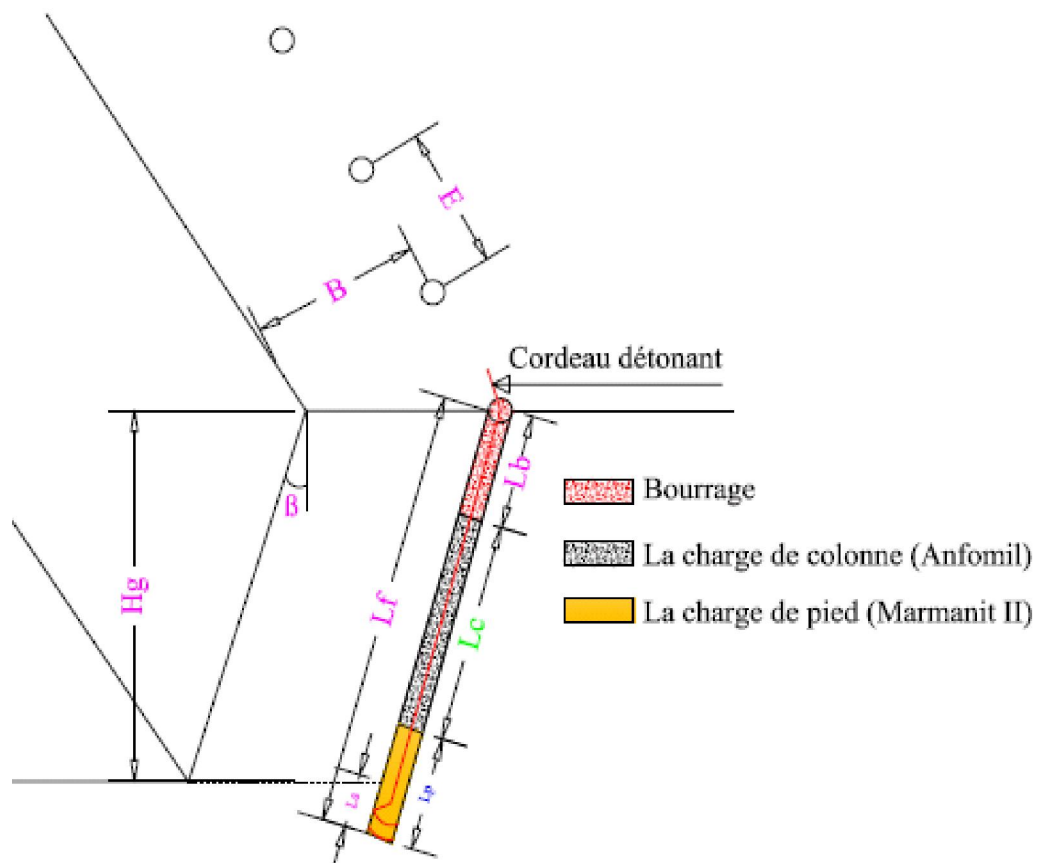 E
B
Cordeau détonant
Lb
Bourrage
ß
La charge de colonne (Anfomil)
Hg
Lf
Lc
La charge de pied (Marmanit II)
Ls
Lp